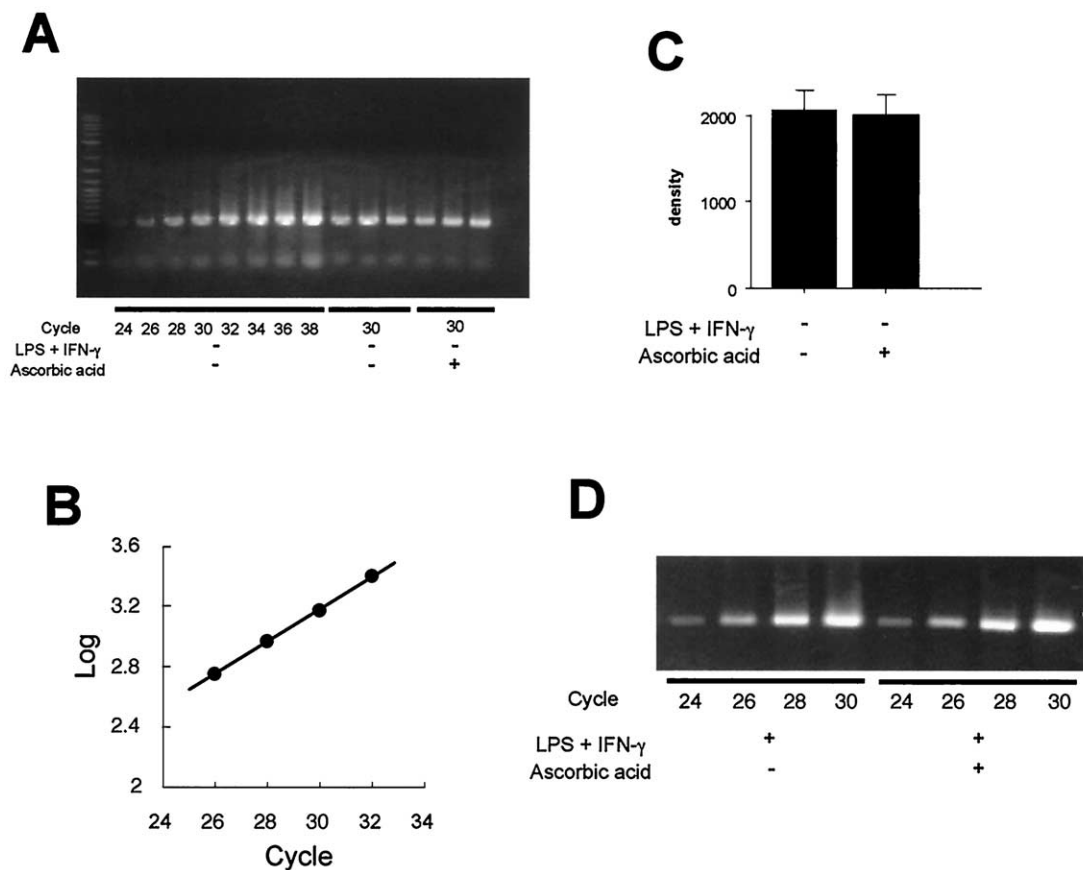 A
Cycle 24 26 28 30 32 34 36 38 30 30
LPS + IFN-γ - - -
Ascorbic acid - - +
C
2000
1000
0
density
LPS + IFN-γ - -
Ascorbic acid - +
B
3.6
3.2
2.8
2.4
2
Log
24 26 28 30 32 34
Cycle
D
Cycle 24 26 28 30 24 26 28 30
LPS + IFN-γ + +
Ascorbic acid - +